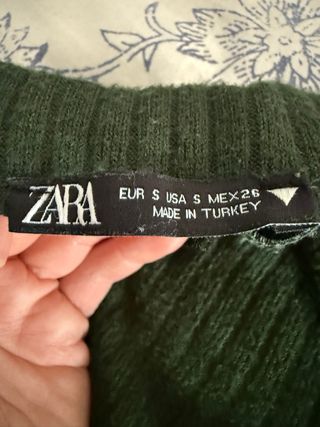 ZARA
EUR S USA S MEX 26
MADE IN TURKEY